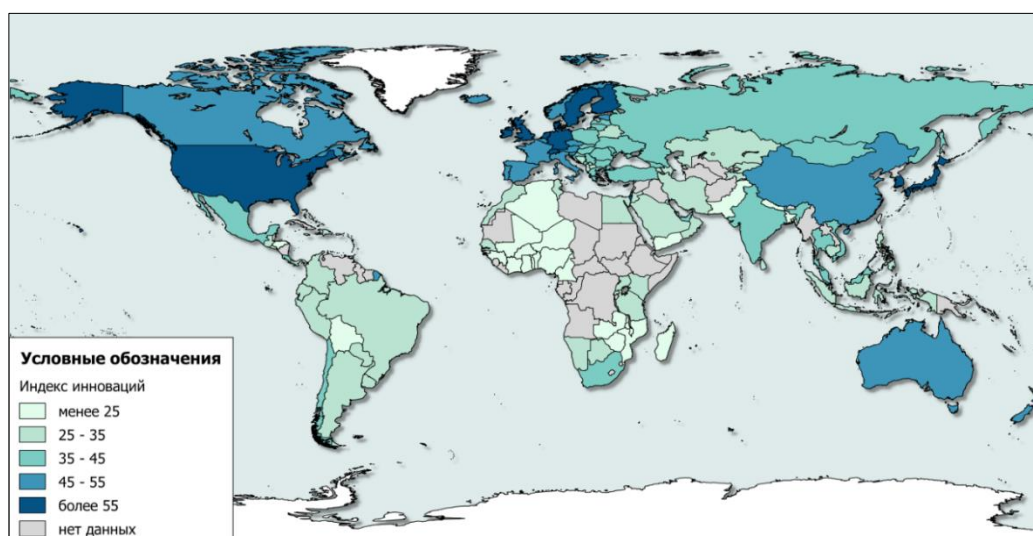 Условные обозначения
Индекс инноваций
менее 25
25 - 35
35 - 45
45 - 55
более 55
нет данных